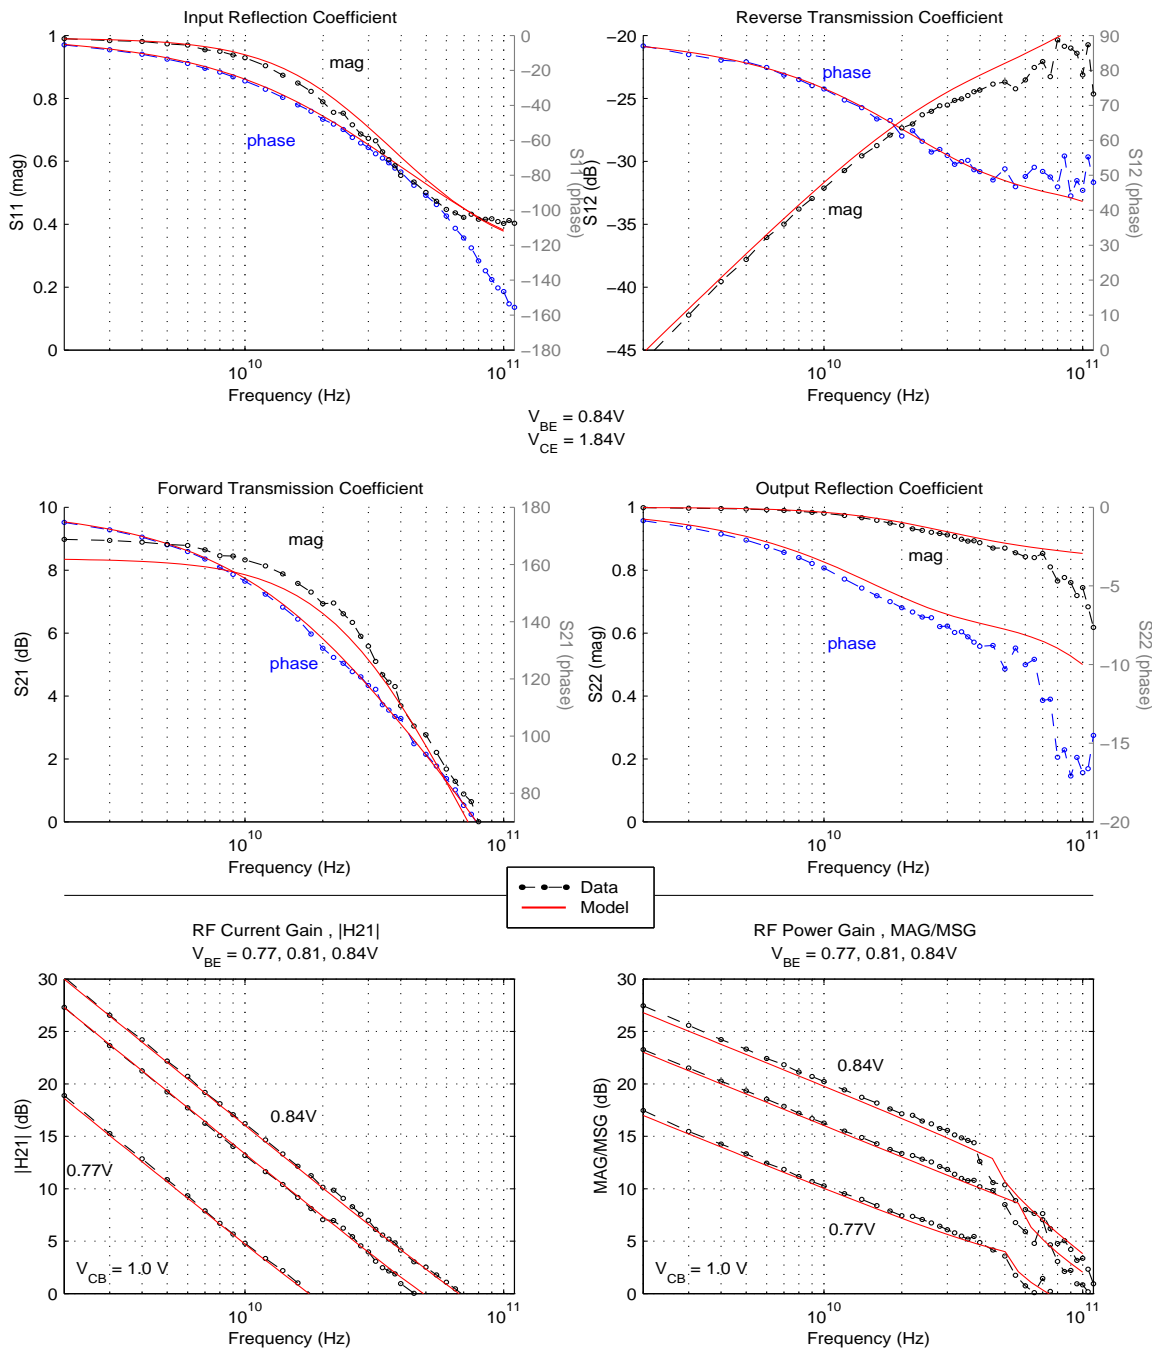 Input Reflection Coefficient
1
0.8
0.6
0.4
0.2
0
S11 (mag)
mag
phase
0
−20
−40
−60
−80
−100
−120
−140
−160
−180
S11 (phase)
10^10
10^11
Frequency (Hz)
Reverse Transmission Coefficient
−20
−25
−30
−35
−40
−45
S12 (dB)
phase
mag
90
80
70
60
50
40
30
20
10
0
S12 (phase)
10^10
10^11
Frequency (Hz)
V_BE = 0.84V
V_CE = 1.84V
Forward Transmission Coefficient
10
8
6
4
2
0
S21 (dB)
mag
phase
180
160
140
120
100
80
S21 (phase)
10^10
10^11
Frequency (Hz)
Output Reflection Coefficient
1
0.8
0.6
0.4
0.2
0
S22 (mag)
mag
phase
0
−5
−10
−15
−20
S22 (phase)
10^10
10^11
Frequency (Hz)
Data
Model
RF Current Gain , |H21|
V_BE = 0.77, 0.81, 0.84V
30
25
20
15
10
5
0
|H21| (dB)
0.84V
0.77V
V_CB = 1.0 V
10^10
10^11
Frequency (Hz)
RF Power Gain , MAG/MSG
V_BE = 0.77, 0.81, 0.84V
30
25
20
15
10
5
0
MAG/MSG (dB)
0.84V
0.77V
V_CB = 1.0 V
10^10
10^11
Frequency (Hz)